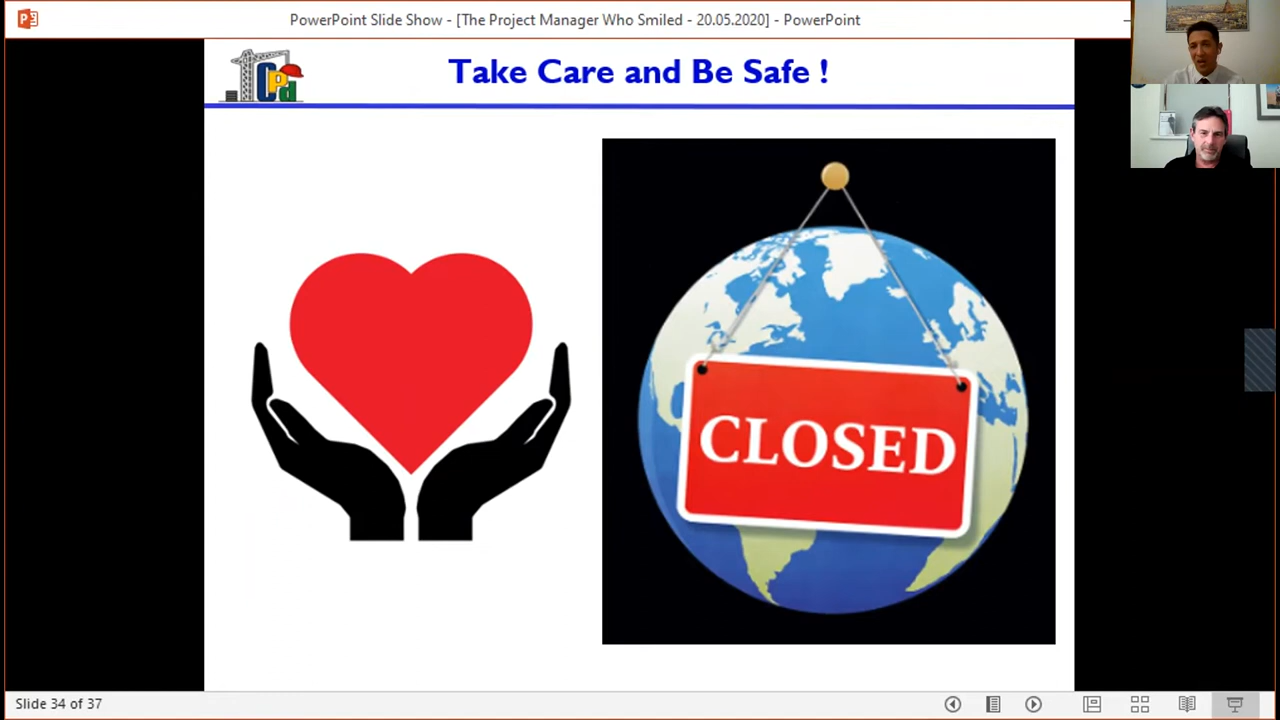 PowerPoint Slide Show - [The Project Manager Who Smiled - 20.05.2020] - PowerPoint
CPd
Take Care and Be Safe !
CLOSED
Slide 34 of 37